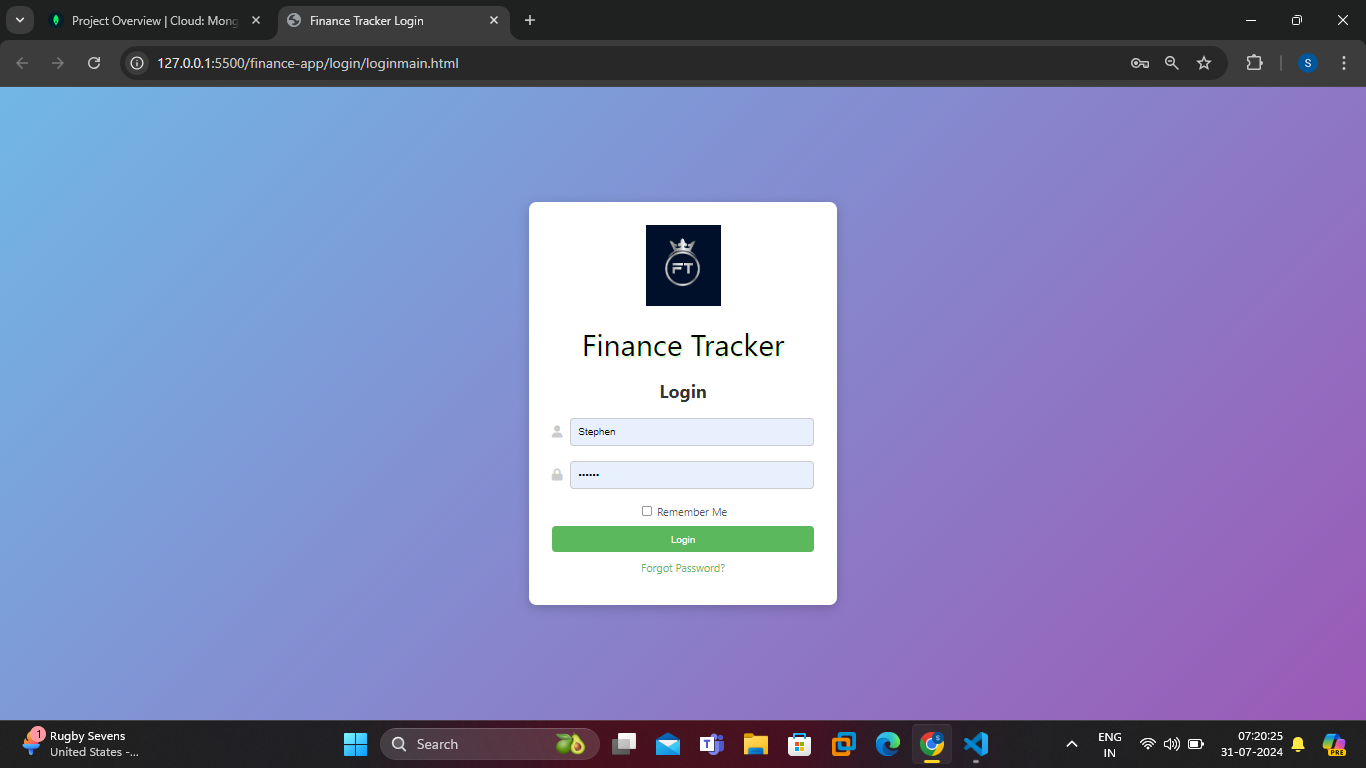 Project Overview | Cloud: Mong
Finance Tracker Login
127.0.0.1:5500/finance-app/login/loginmain.html
S
FT
Finance Tracker
Login
Stephen
••••••
Remember Me
Login
Forgot Password?
1
Rugby Sevens
United States -...
Search
ENG
IN
07:20:25
31-07-2024
PRE